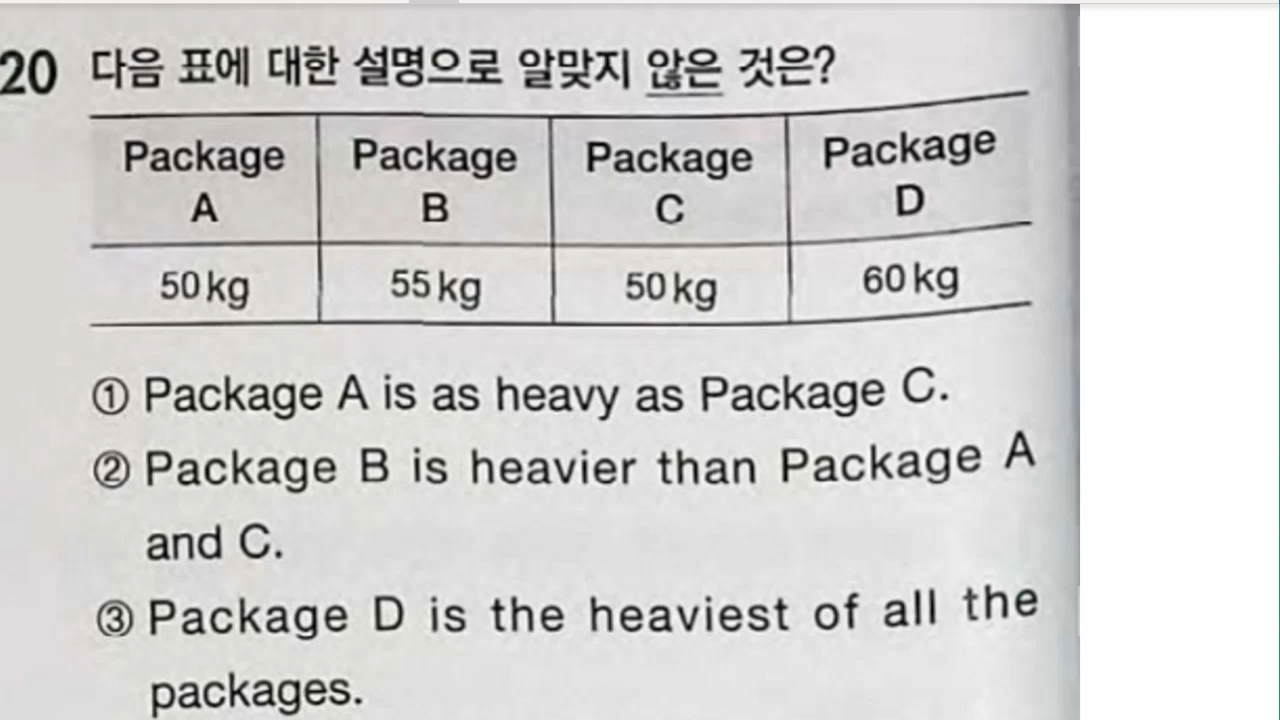 20 다음 표에 대한 설명으로 알맞지 않은 것은?
Package Package Package Package
A B C D
50 kg 55 kg 50 kg 60 kg
① Package A is as heavy as Package C.
② Package B is heavier than Package A
and C.
③ Package D is the heaviest of all the
packages.